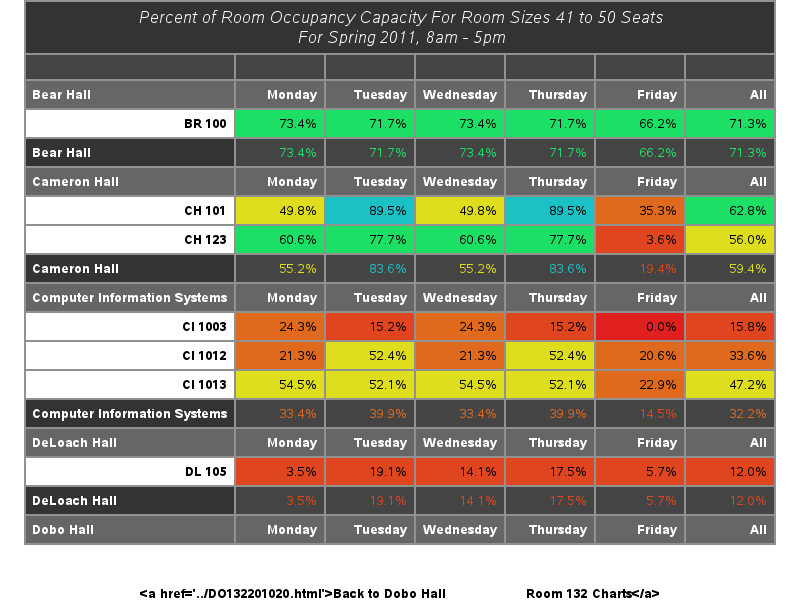 Percent of Room Occupancy Capacity For Room Sizes 41 to 50 Seats
For Spring 2011, 8am - 5pm
Bear Hall Monday Tuesday Wednesday Thursday Friday All
BR 100 73.4% 71.7% 73.4% 71.7% 66.2% 71.3%
Bear Hall 73.4% 71.7% 73.4% 71.7% 66.2% 71.3%
Cameron Hall Monday Tuesday Wednesday Thursday Friday All
CH 101 49.8% 89.5% 49.8% 89.5% 35.3% 62.8%
CH 123 60.6% 77.7% 60.6% 77.7% 3.6% 56.0%
Cameron Hall 55.2% 83.6% 55.2% 83.6% 19.4% 59.4%
Computer Information Systems Monday Tuesday Wednesday Thursday Friday All
CI 1003 24.3% 15.2% 24.3% 15.2% 0.0% 15.8%
CI 1012 21.3% 52.4% 21.3% 52.4% 20.6% 33.6%
CI 1013 54.5% 52.1% 54.5% 52.1% 22.9% 47.2%
Computer Information Systems 33.4% 39.9% 33.4% 39.9% 14.5% 32.2%
DeLoach Hall Monday Tuesday Wednesday Thursday Friday All
DL 105 3.5% 19.1% 14.1% 17.5% 5.7% 12.0%
DeLoach Hall 3.5% 19.1% 14.1% 17.5% 5.7% 12.0%
Dobo Hall Monday Tuesday Wednesday Thursday Friday All
<a href='../DO132201020.html'>Back to Dobo Hall Room 132 Charts</a>